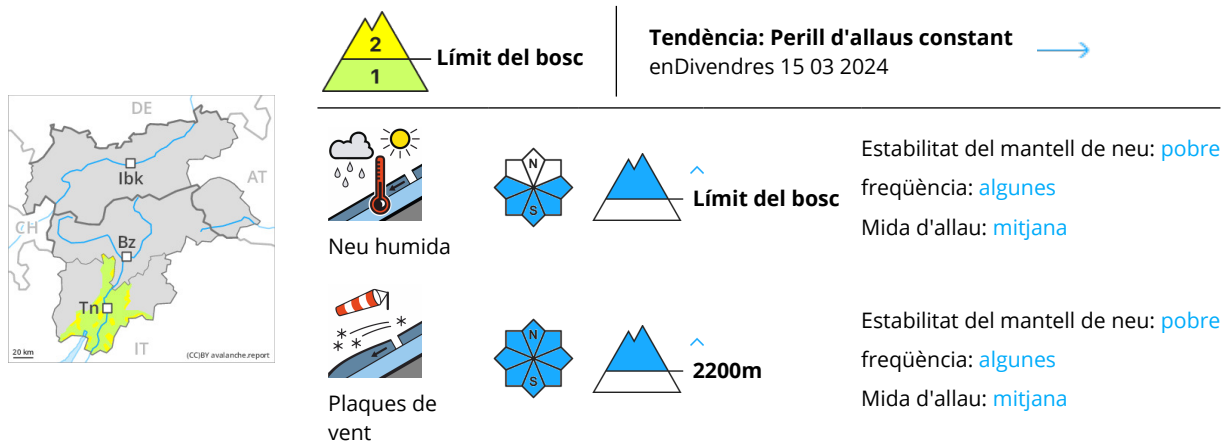 2
1
Límit del bosc
Tendència: Perill d'allaus constant
enDivendres 15 03 2024
DE
Ibk
AT
CH
Bz
Tn
IT
20 km
(CC)BY avalanche.report
Neu humida
N
S
Límit del bosc
Estabilitat del mantell de neu: pobre
freqüència: algunes
Mida d'allau: mitjana
Plaques de
vent
N
S
2200m
Estabilitat del mantell de neu: pobre
freqüència: algunes
Mida d'allau: mitjana